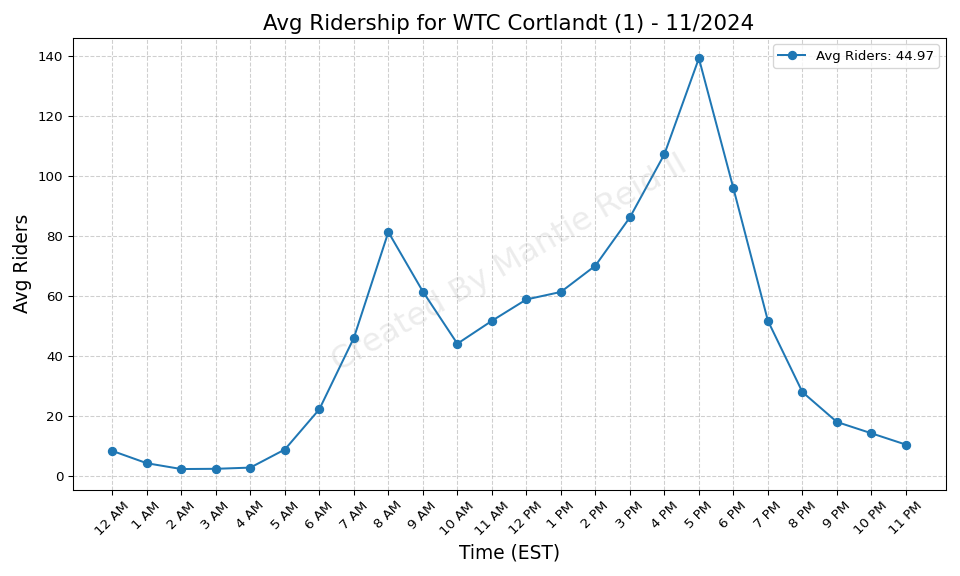 Avg Ridership for WTC Cortlandt (1) - 11/2024
Avg Riders: 44.97
140
120
100
80
60
40
20
0
Avg Riders
Created By Mantie Reid II
12 AM
1 AM
2 AM
3 AM
4 AM
5 AM
6 AM
7 AM
8 AM
9 AM
10 AM
11 AM
12 PM
1 PM
2 PM
3 PM
4 PM
5 PM
6 PM
7 PM
8 PM
9 PM
10 PM
11 PM
Time (EST)